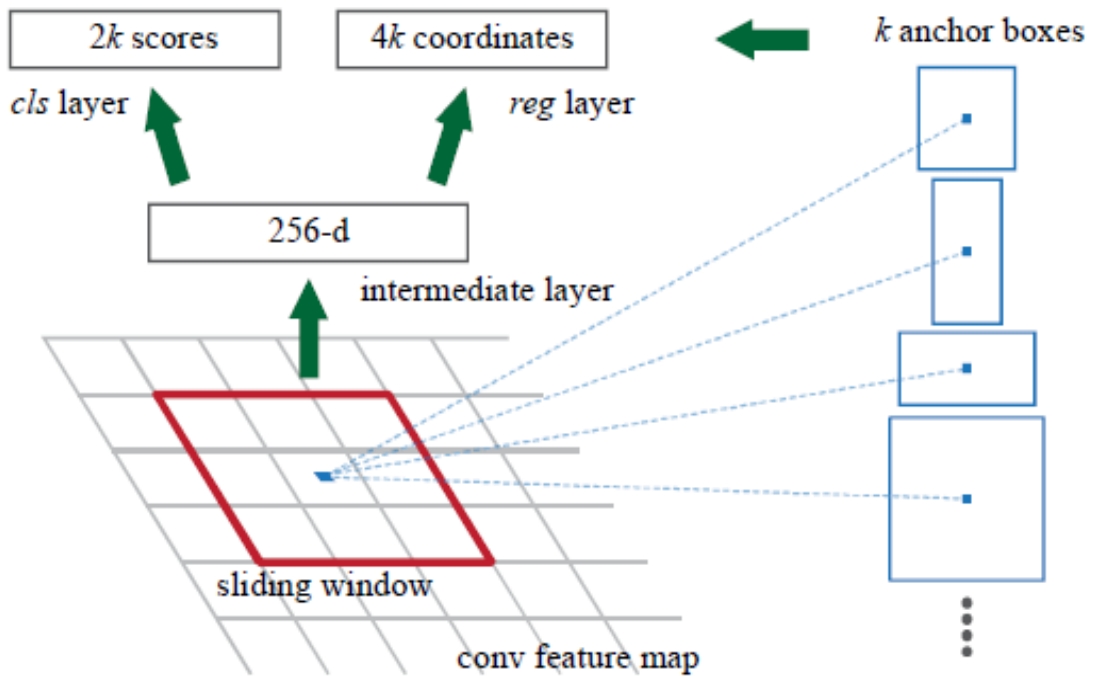 2k scores
4k coordinates
k anchor boxes
cls layer
reg layer
256-d
intermediate layer
sliding window
conv feature map